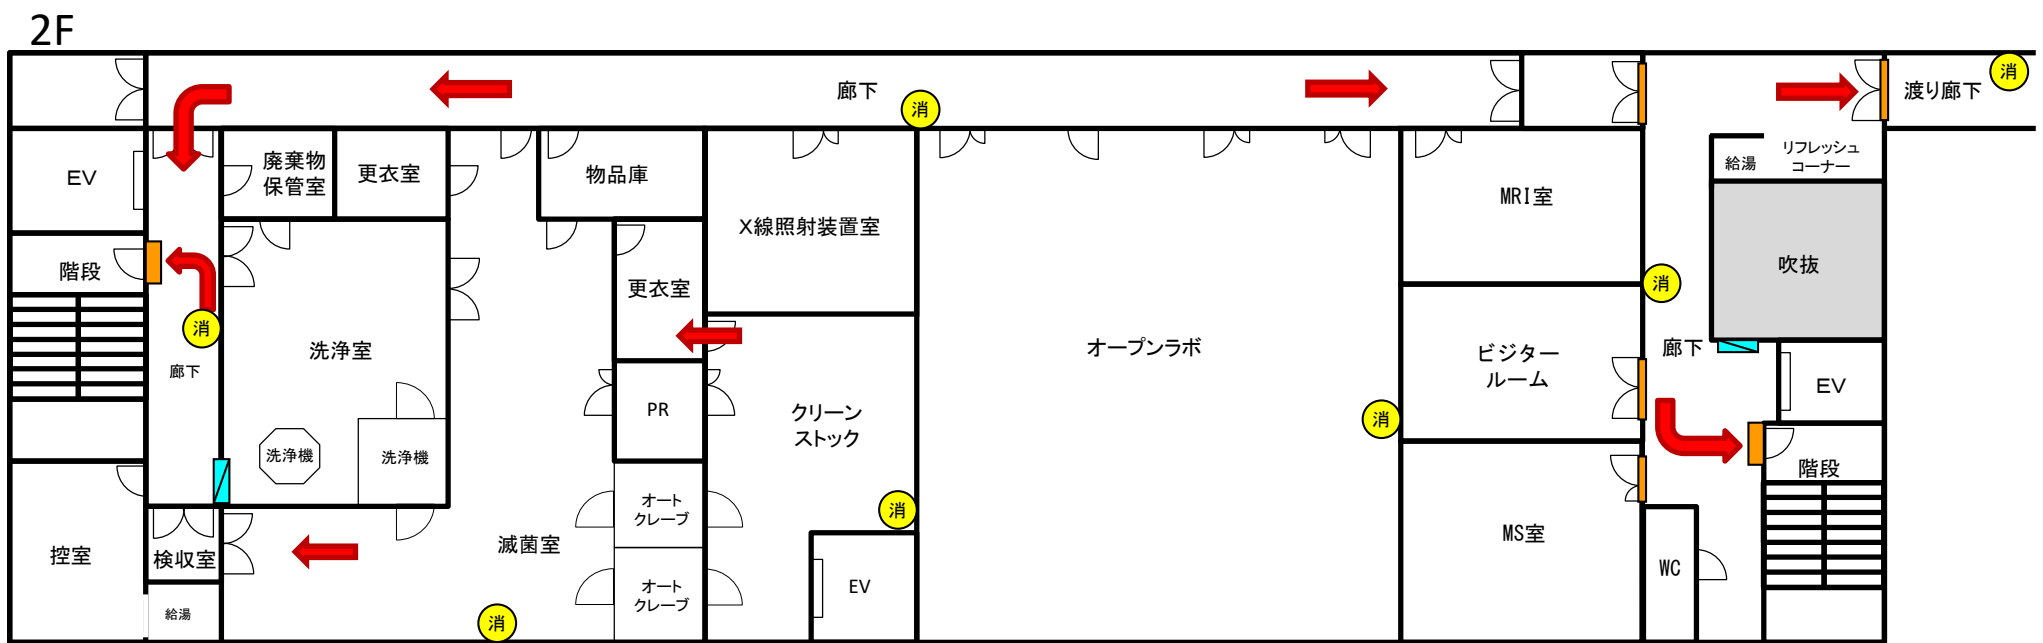 2F
廊下
消
消
渡り廊下
EV
廃棄物
保管室
更衣室
物品庫
X線照射装置室
MRI室
給湯
リフレッシュ
コーナー
階段
消
廊下
洗浄室
更衣室
オープンラボ
消
吹抜
ビジター
ルーム
廊下
EV
PR
クリーン
ストック
消
洗浄機
洗浄機
階段
オート
クレーブ
消
控室
検収室
滅菌室
MS室
WC
EV
オート
クレーブ
給湯
消